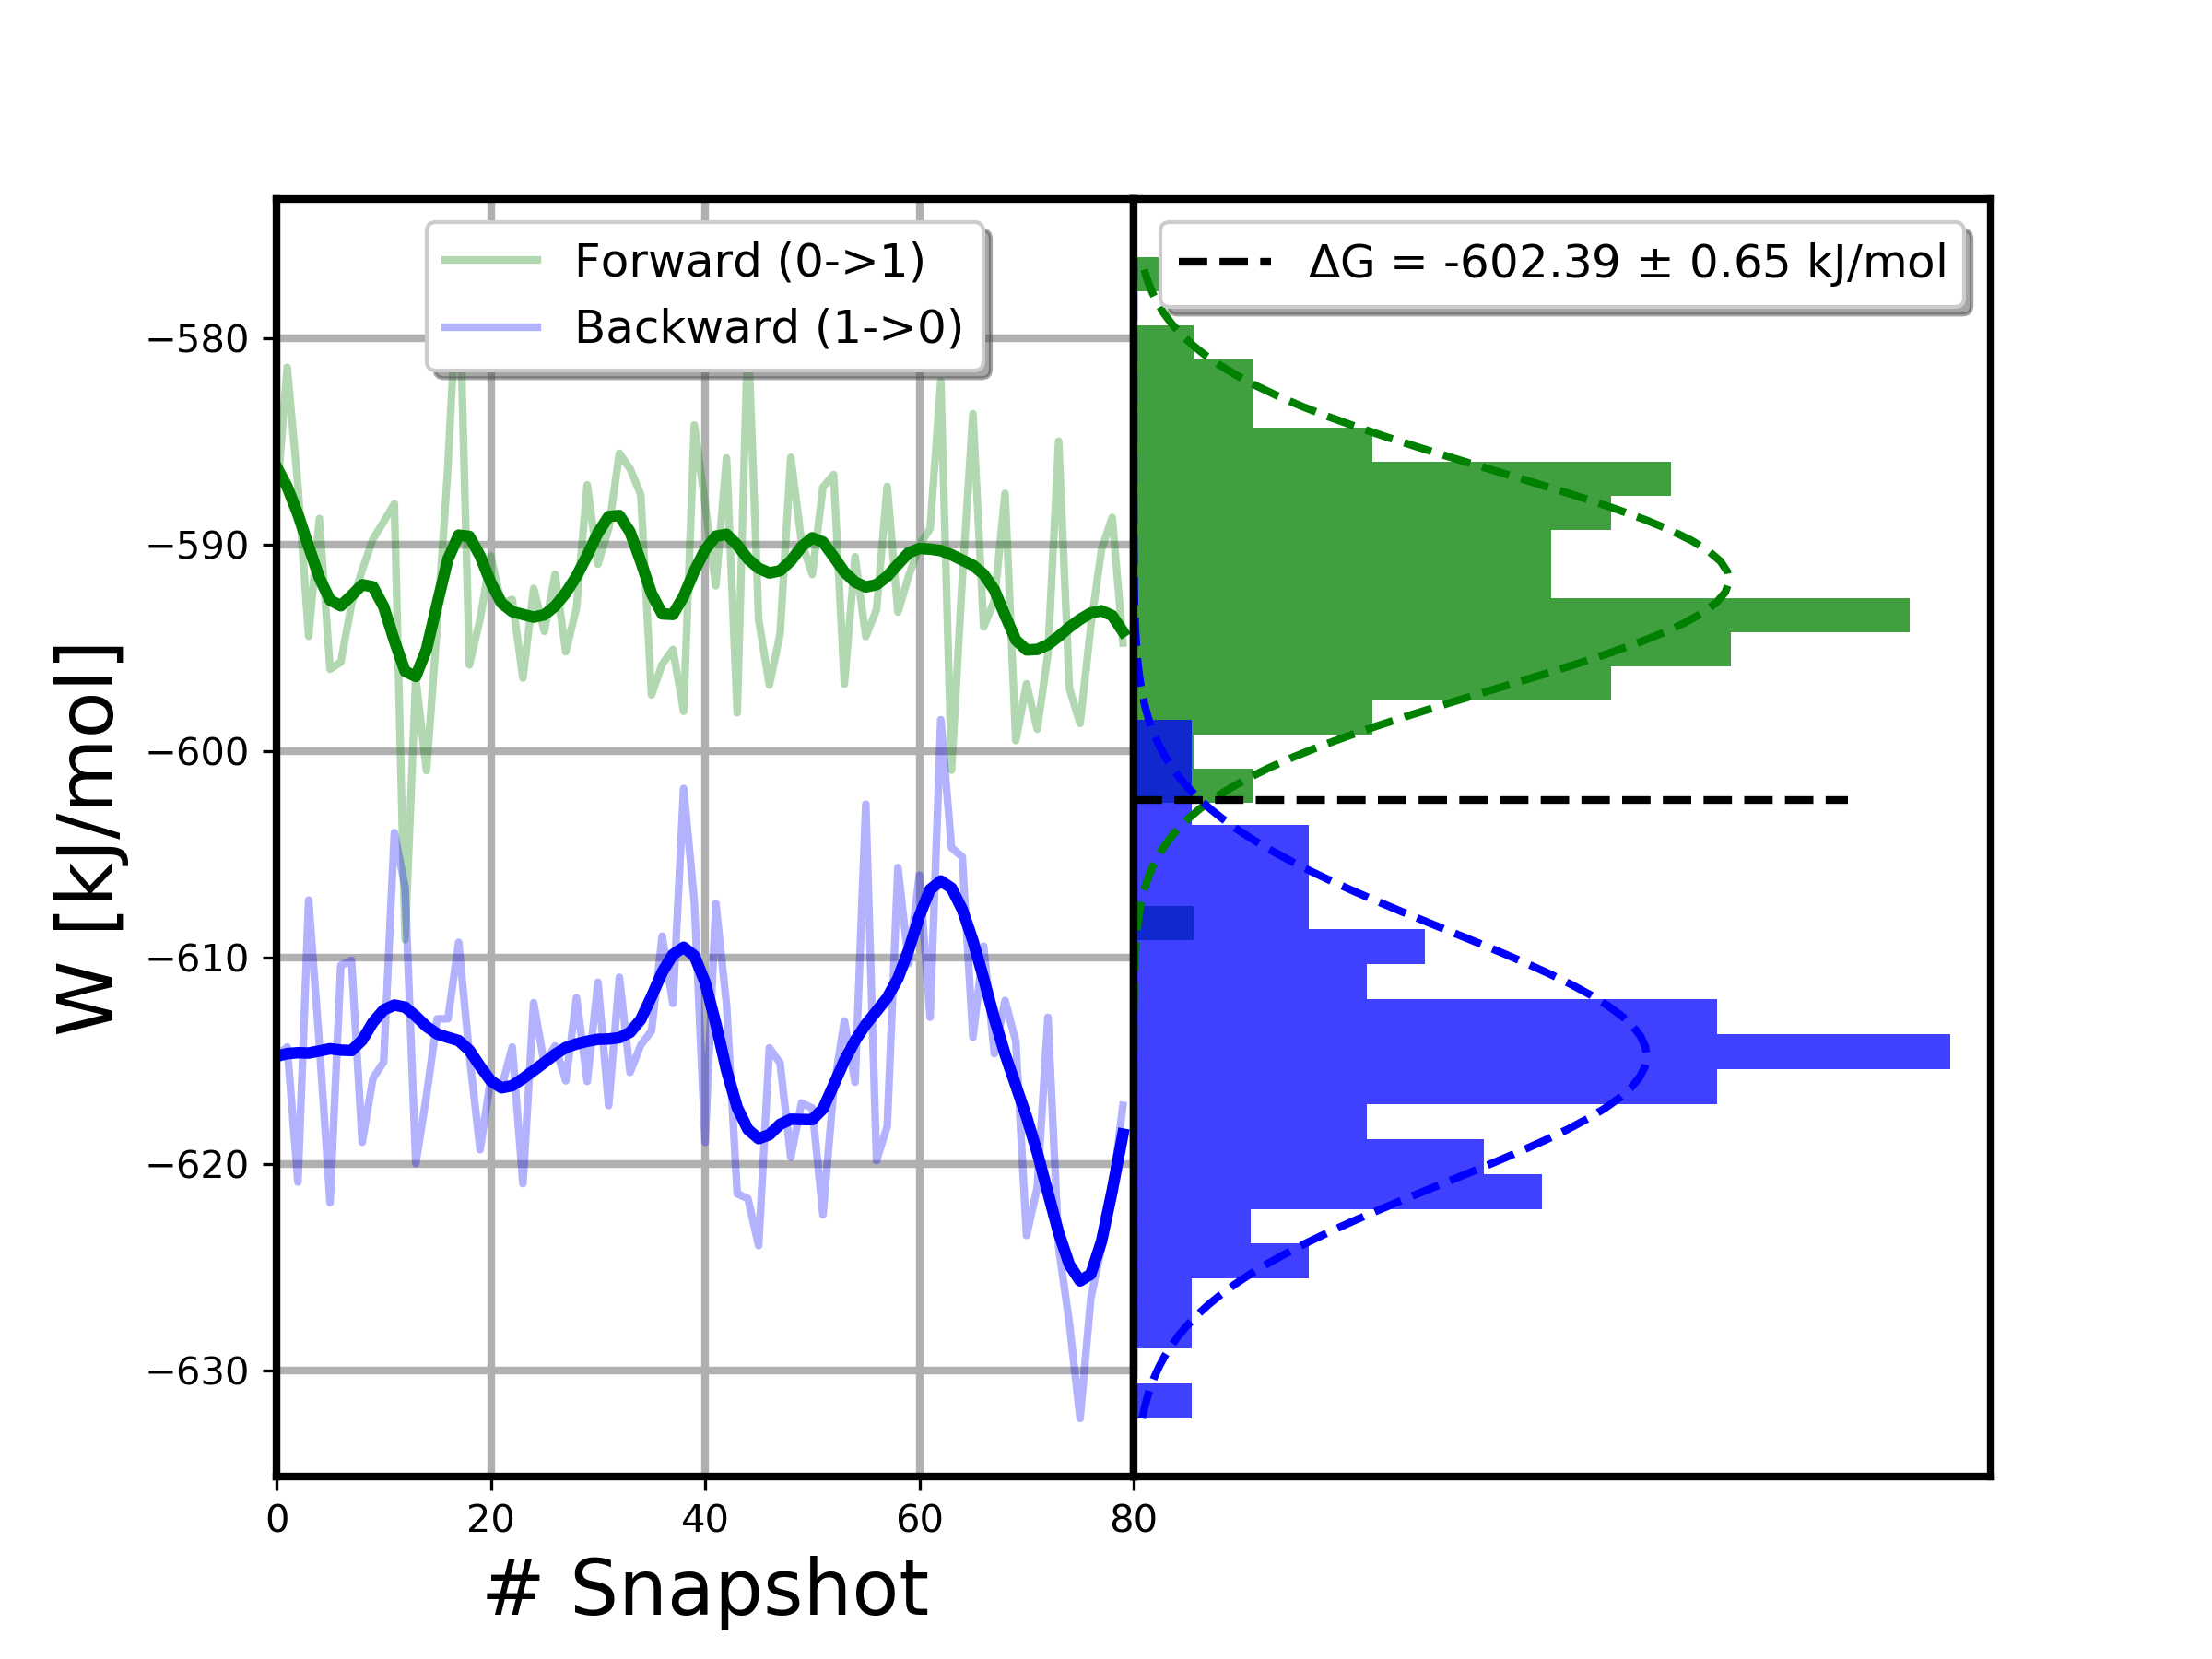 Forward (0->1)
Backward (1->0)
ΔG = -602.39 ± 0.65 kJ/mol
W [kJ/mol]
−580
−590
−600
−610
−620
−630
0 20 40 60 80
# Snapshot